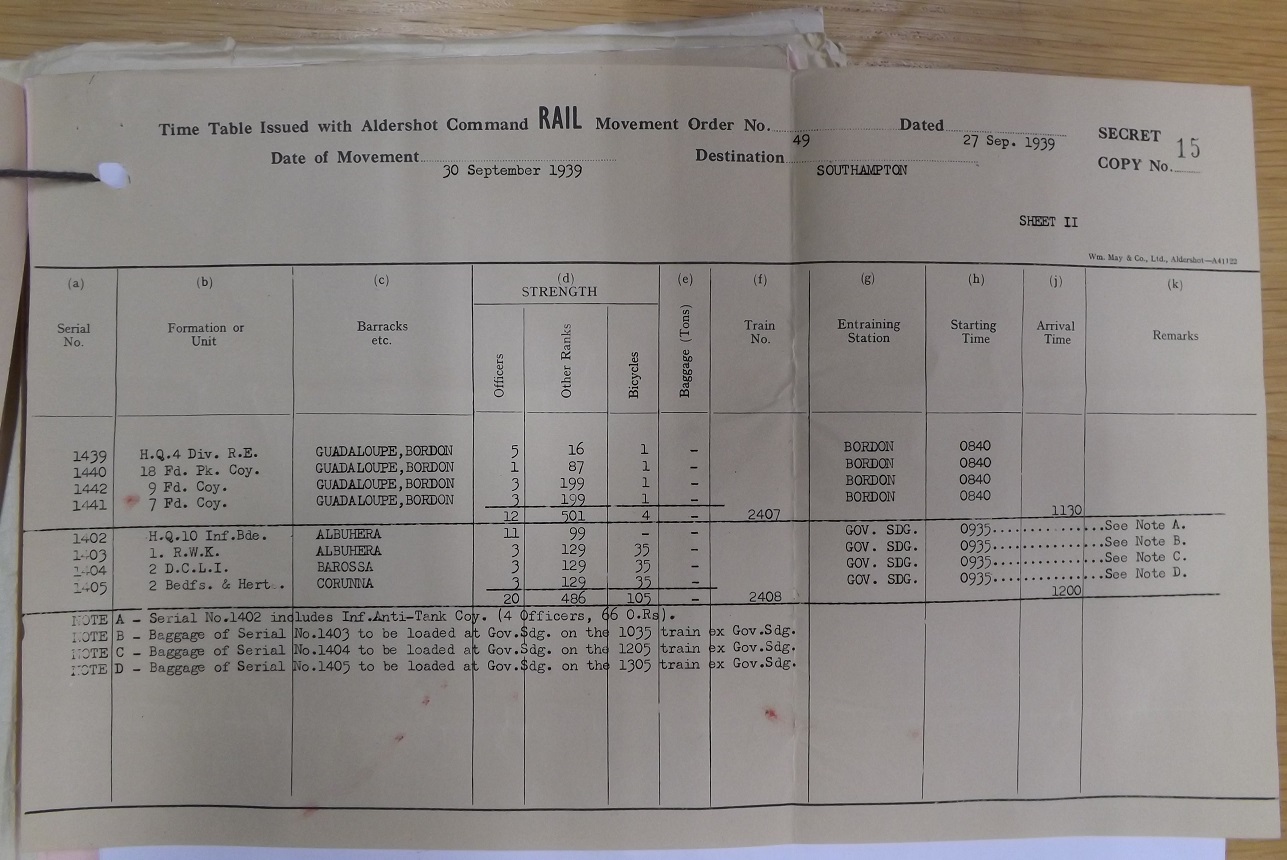 Time Table Issued with Aldershot Command RAIL Movement Order No. 49 Dated 27 Sep. 1939 SECRET
Date of Movement 30 September 1939 Destination SOUTHAMPTON COPY No. 15
SHEET II
Wm. May & Co., Ltd., Aldershot—A41122
(a) (b) (c) (d) (e) (f) (g) (h) (j) (k)
STRENGTH
Serial No. Formation or Unit Barracks etc. Officers Other Ranks Bicycles Baggage (Tons) Train No. Entraining Station Starting Time Arrival Time Remarks
1439 H.Q.4 Div. R.E. GUADALOUPE,BORDON 5 16 1 – BORDON 0840
1440 18 Fd. Pk. Coy. GUADALOUPE,BORDON 1 87 1 – BORDON 0840
1442 9 Fd. Coy. GUADALOUPE,BORDON 3 199 1 – BORDON 0840
1441 7 Fd. Coy. GUADALOUPE,BORDON 3 199 1 – BORDON 0840
12 501 4 – 2407 1130
1402 H.Q.10 Inf.Bde. ALBUHERA 11 99 – – GOV. SDG. 0935..............See Note A.
1403 1. R.W.K. ALBUHERA 3 129 35 – GOV. SDG. 0935..............See Note B.
1404 2 D.C.L.I. BAROSSA 3 129 35 – GOV. SDG. 0935..............See Note C.
1405 2 Bedfs. & Hert.. CORUNNA 3 129 35 – GOV. SDG. 0935..............See Note D.
20 486 105 – 2408 1200
NOTE A – Serial No.1402 includes Inf.Anti-Tank Coy. (4 Officers, 66 O.Rs).
NOTE B – Baggage of Serial No.1403 to be loaded at Gov.Sdg. on the 1035 train ex Gov.Sdg.
NOTE C – Baggage of Serial No.1404 to be loaded at Gov.Sdg. on the 1205 train ex Gov.Sdg.
NOTE D – Baggage of Serial No.1405 to be loaded at Gov.Sdg. on the 1305 train ex Gov.Sdg.